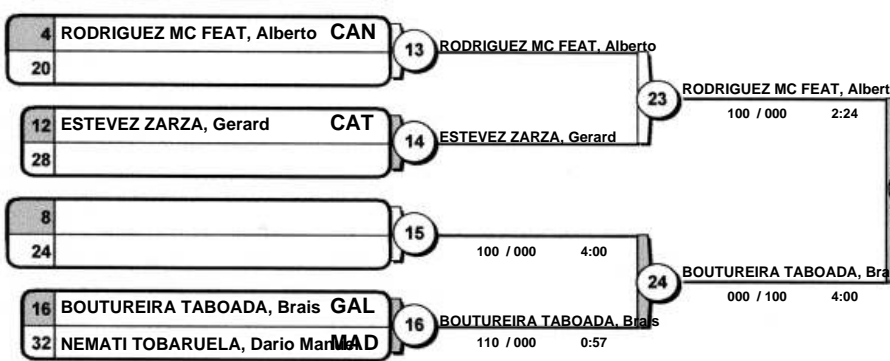 4 RODRIGUEZ MC FEAT, Alberto CAN
20
13 RODRIGUEZ MC FEAT, Alberto
12 ESTEVEZ ZARZA, Gerard CAT
28
14 ESTEVEZ ZARZA, Gerard
23 RODRIGUEZ MC FEAT, Albert
100 / 000 2:24
8
24
15
100 / 000 4:00
16 BOUTUREIRA TABOADA, Brais GAL
32 NEMATI TOBARUELA, Dario Manuel MAD
16 BOUTUREIRA TABOADA, Brais
110 / 000 0:57
24 BOUTUREIRA TABOADA, Bra
000 / 100 4:00